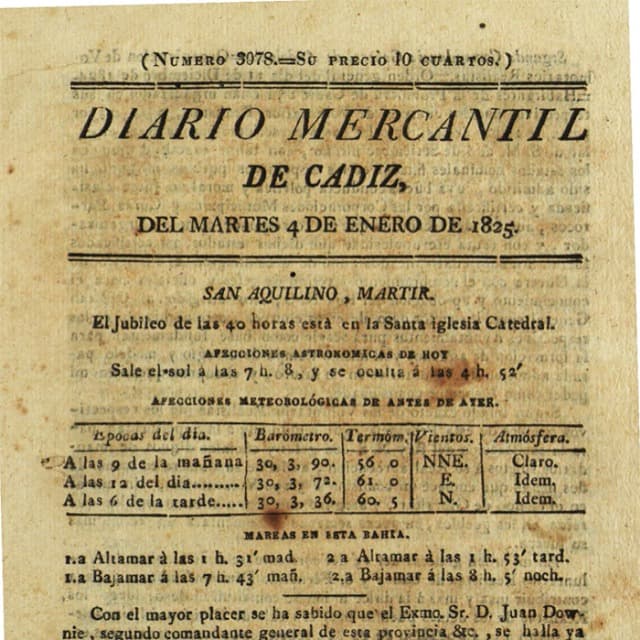 (NUMERO 3078.=SU PRECIO 10 CUARTOS.)
DIARIO MERCANTIL
DE CADIZ,
DEL MARTES 4 DE ENERO DE 1825.
SAN AQUILINO, MARTIR.
El Jubileo de las 40 horas està en la Santa iglesia Catedral.
AFECCIONES ASTRONOMICAS DE HOY
Sale el sol á las 7 h. 8, y se oculta á las 4 h. 52'
AFECCIONES METEOROLÓGICAS DE ANTES DE AYER.
Epocas del dia. Barómetro. Termóm. Vientos. Atmósfera.
A las 9 de la mañana 30, 3, 90. 56 0 NNE. Claro.
A las 12 del dia......... 30, 3, 72. 61 0 E. Idem.
A las 6 de la tarde..... 30, 3, 36. 60. 5 N. Idem.
MAREAS EN ESTA BAHIA.
1.a Altamar á las 1 h. 31' mad. 2 a Altamar á las 1 h. 53' tard.
1.a Bajamar á las 7 h. 43' mañ. 2.a Bajamar á las 8 h. 5' noch.
Con el mayor placer se ha sabido que el Exmo. Sr. D. Juan Dow-
nie, segundo comandante general de esta provincia &c., se halla ya